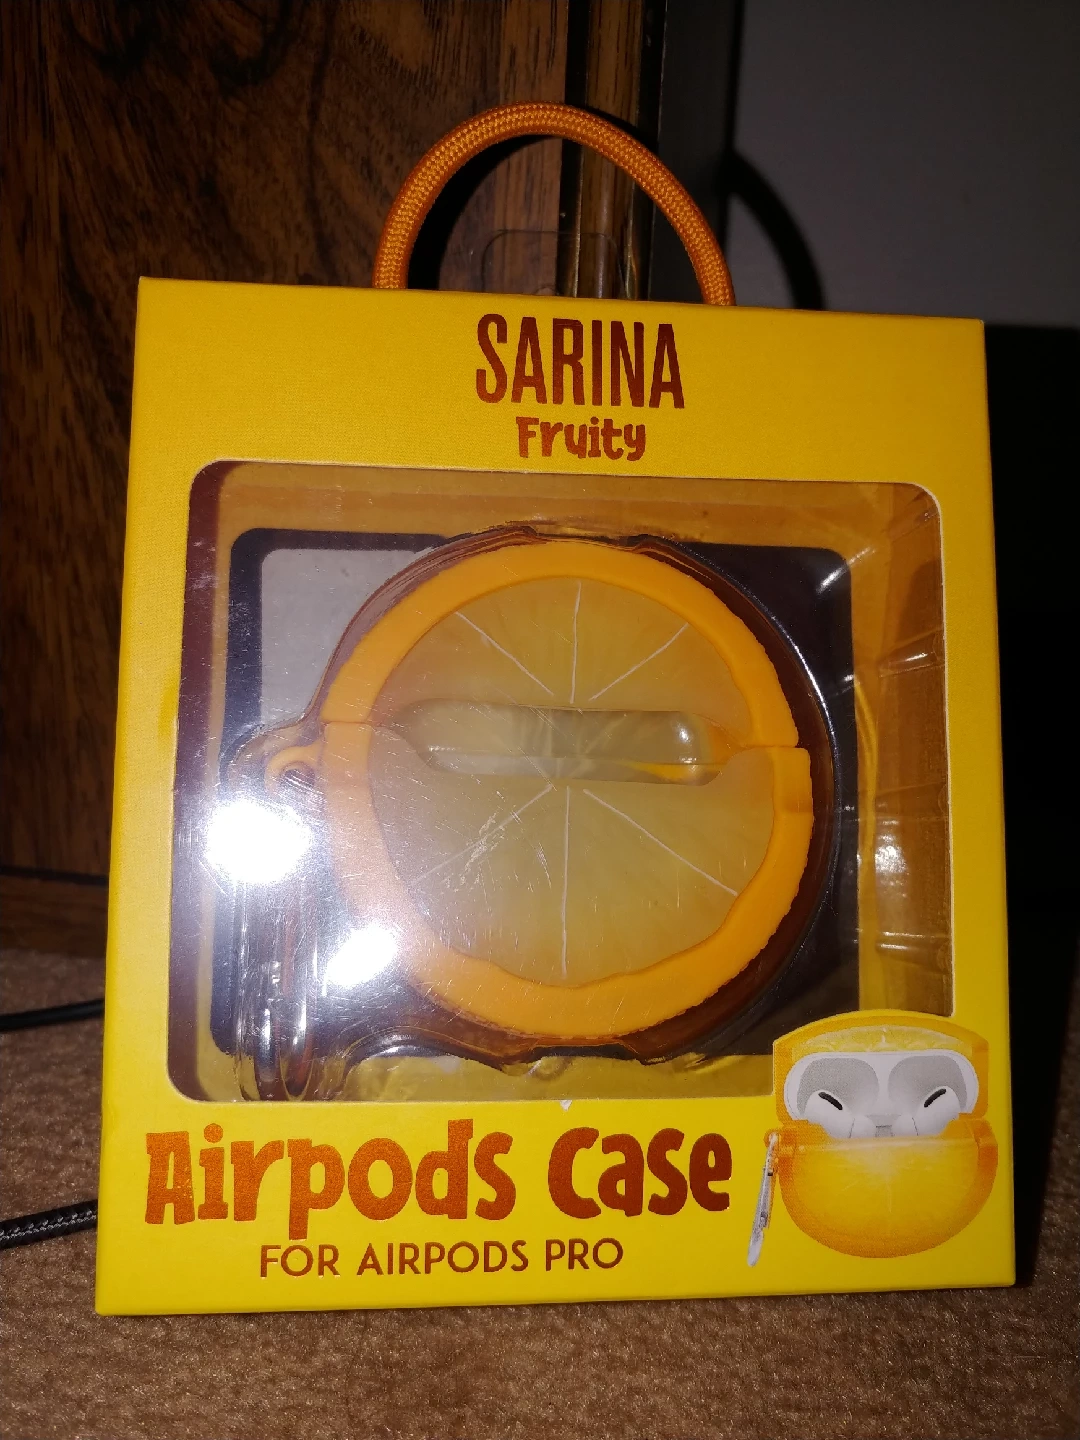 SARINA
Fruity
Airpods Case
FOR AIRPODS PRO